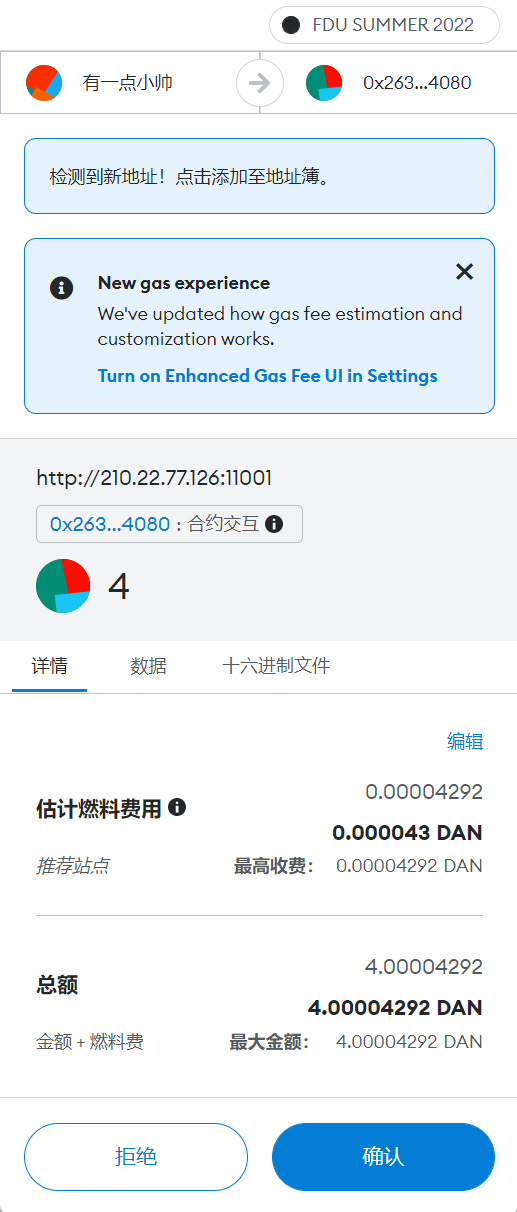 FDU SUMMER 2022
有一点小帅
0x263...4080
检测到新地址！点击添加至地址簿。
New gas experience
We've updated how gas fee estimation and
customization works.
Turn on Enhanced Gas Fee UI in Settings
http://210.22.77.126:11001
0x263...4080 : 合约交互
4
详情 数据 十六进制文件
编辑
0.00004292
估计燃料费用
0.000043 DAN
推荐站点 最高收费： 0.00004292 DAN
4.00004292
总额
4.00004292 DAN
金额 + 燃料费 最大金额： 4.00004292 DAN
拒绝 确认